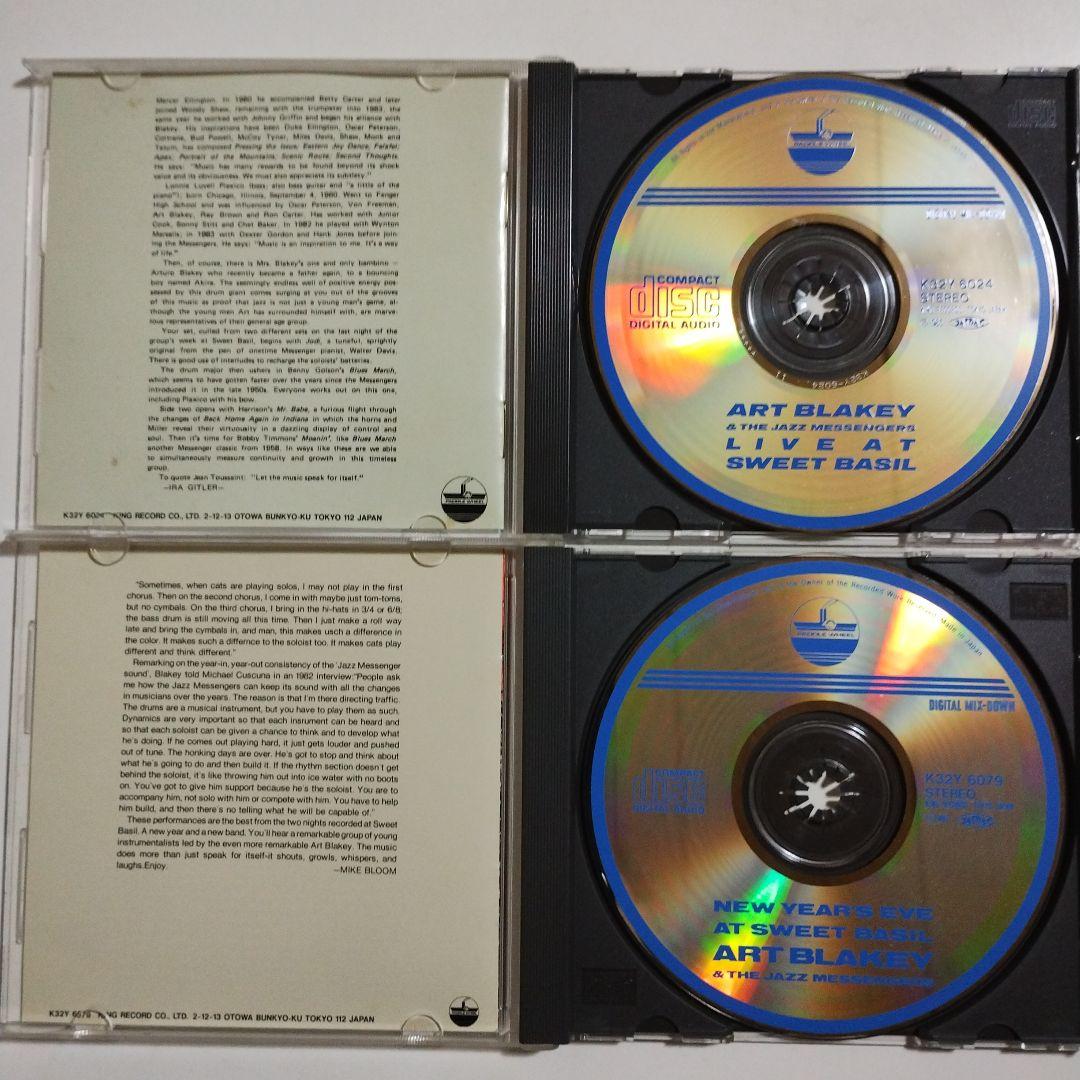 Mercer Ellington. In 1980 he accompanied Betty Carter and later
joined Woody Shaw, remaining with the trumpeter into 1983, the
same year he worked with Johnny Griffin and began his alliance with
Blakey. His inspirations have been Duke Ellington, Oscar Peterson,
Coltrane, Bud Powell, McCoy Tyner, Miles Davis, Shaw, Monk and
Tatum, has composed Pressing the Issue; Eastern Joy Dance, Falafel;
Apex; Portrait of the Mountains; Scenic Route; Second Thoughts.
He says: "Music has many rewards to be found beyond its shock
value and its obviousness. We must also appreciate its subtlety."
Lonnie Lovell Plaxico (bass; also bass guitar and "a little of the
piano"); born Chicago, Illinois, September 4, 1960. Went to Fenger
High School and was influenced by Oscar Peterson, Von Freeman,
Art Blakey, Ray Brown and Ron Carter. Has worked with Junior
Cook, Sonny Stitt and Chet Baker. In 1982 he played with Wynton
Marsalis; in 1983 with Dexter Gordon and Hank Jones before join-
ing the Messengers. He says: "Music is an inspiration to me. It's a way
of life."
Then, of course, there is Mrs. Blakey's one and only bambino —
Arturo Blakey who recently became a father again, to a bouncing
boy named Akira. The seemingly endless well of positive energy pos-
sessed by this drum giant comes surging at you out of the grooves
of this music as proof that jazz is not just a young man's game, al-
though the young men Art has surrounded himself with, are marve-
lous representatives of their general age group.
Your set, culled from two different sets on the last night of the
group's week at Sweet Basil, begins with Jodi, a tuneful, sprightly
original from the pen of onetime Messenger pianist, Walter Davis.
There is good use of interludes to recharge the soloists' batteries.
The drum major then ushers in Benny Golson's Blues March,
which seems to have gotten faster over the years since the Messengers
introduced it in the late 1950s. Everyone works out on this one,
including Plaxico with his bow.
Side two opens with Harrison's Mr. Babe, a furious flight through
the changes of Back Home Again in Indiana in which the horns and
Miller reveal their virtuosity in a dazzling display of control and
soul. Then it's time for Bobby Timmons' Moanin', like Blues March
another Messenger classic from 1958. In ways like these are we able
to simultaneously measure continuity and growth in this timeless
group.
To quote Jean Toussaint: "Let the music speak for itself."
—IRA GITLER—
PADDLE WHEEL
K32Y 6024 KING RECORD CO., LTD. 2-12-13 OTOWA BUNKYO-KU TOKYO 112 JAPAN
PADDLE WHEEL
DIGITAL MIX-DOWN
COMPACT
disc
DIGITAL AUDIO
K32Y 6024
STEREO
JASRAC
K32Y-6024
ART BLAKEY
& THE JAZZ MESSENGERS
LIVE AT
SWEET BASIL
COMPACT
disc
DIGITAL AUDIO
"Sometimes, when cats are playing solos, I may not play in the first
chorus. Then on the second chorus, I come in with maybe just tom-toms,
but no cymbals. On the third chorus, I bring in the hi-hats in 3/4 or 6/8;
the bass drum is still moving all this time. Then I just make a roll way
late and bring the cymbals in, and man, this makes usch a difference in
the color. It makes such a diffence to the soloist too. It makes cats play
different and think different."
Remarking on the year-in, year-out consistency of the 'Jazz Messenger
sound', Blakey told Michael Cuscuna in an 1982 interview:"People ask
me how the Jazz Messengers can keep its sound with all the changes
in musicians over the years. The reason is that I'm there directing traffic.
The drums are a musical instrument, but you have to play them as such.
Dynamics are very important so that each insrument can be heard and
so that each soloist can be given a chance to think and to develop what
he's doing. If he comes out playing hard, it just gets louder and pushed
out of tune. The honking days are over. He's got to stop and think about
what he's going to do and then build it. If the rhythm section doesn't get
behind the soloist, it's like throwing him out into ice water with no boots
on. You've got to give him support because he's the soloist. You are to
accompany him, not solo with him or compete with him. You have to help
him build, and then there's no telling what he will be capable of."
These performances are the best from the two nights recorded at Sweet
Basil. A new year and a new band. You'll hear a remarkable group of young
instrumentalists led by the even more remarkable Art Blakey. The music
does more than just speak for itself-it shouts, growls, whispers, and
laughs.Enjoy.
—MIKE BLOOM
K32Y 6079 KING RECORD CO., LTD. 2-12-13 OTOWA BUNKYO-KU TOKYO 112 JAPAN
the Owner of the Recorded Work Reserved. Made in Japan
PADDLE WHEEL
DIGITAL MIX-DOWN
COMPACT
disc
DIGITAL AUDIO
K32Y 6079
STEREO
JASRAC
NEW YEAR'S EVE
AT SWEET BASIL
ART BLAKEY
& THE JAZZ MESSENGERS